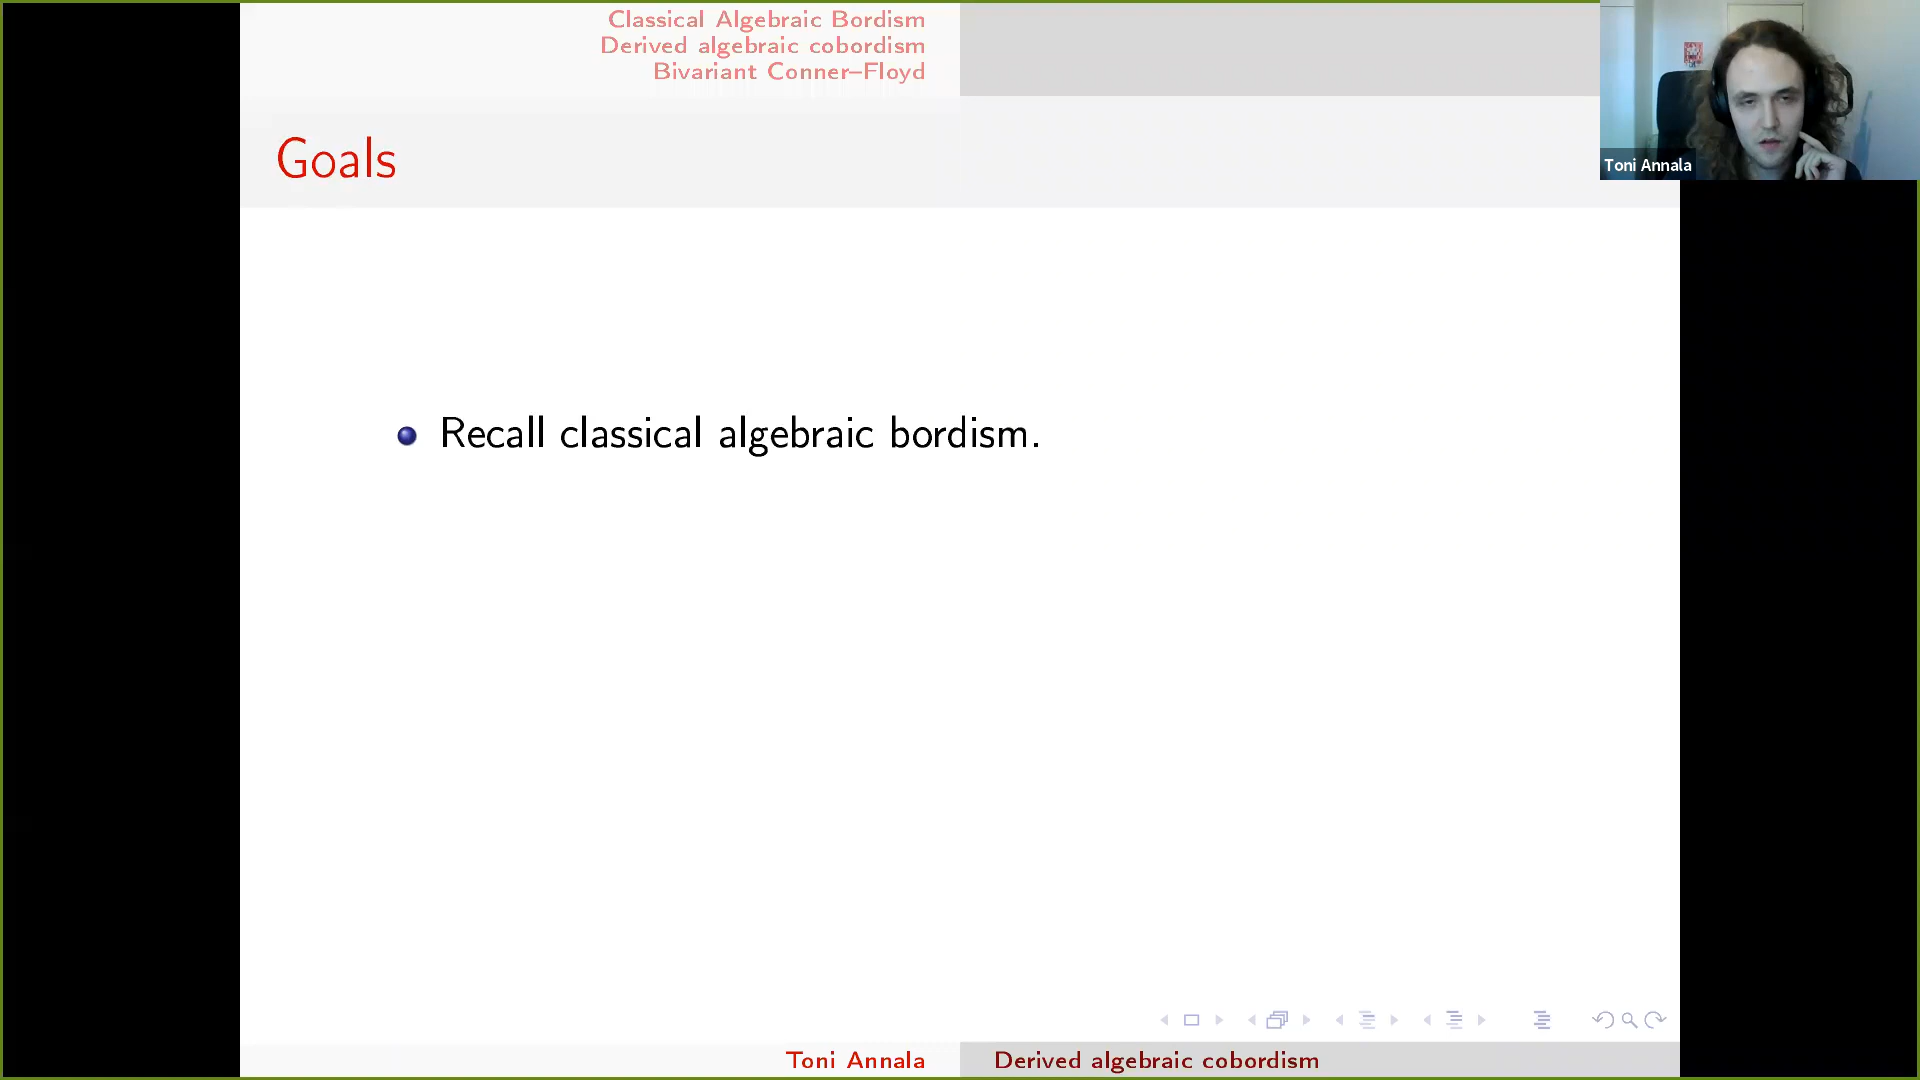 Classical Algebraic Bordism
Derived algebraic cobordism
Bivariant Conner–Floyd
Goals
Toni Annala
Recall classical algebraic bordism.
Toni Annala
Derived algebraic cobordism